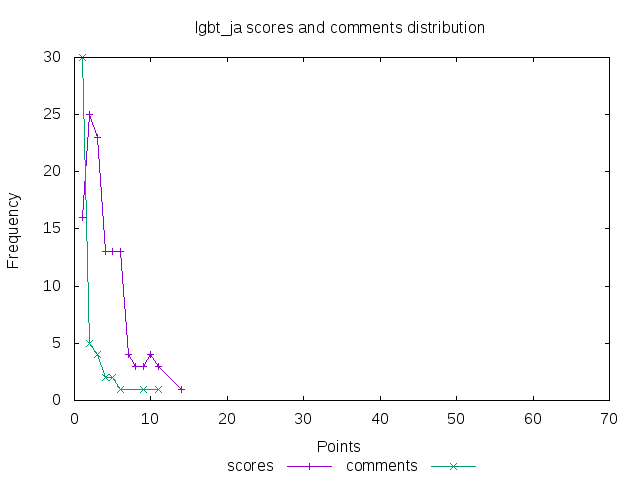 lgbt_ja scores and comments distribution
30
25
20
15
10
5
0
Frequency
0 10 20 30 40 50 60 70
Points
scores
comments